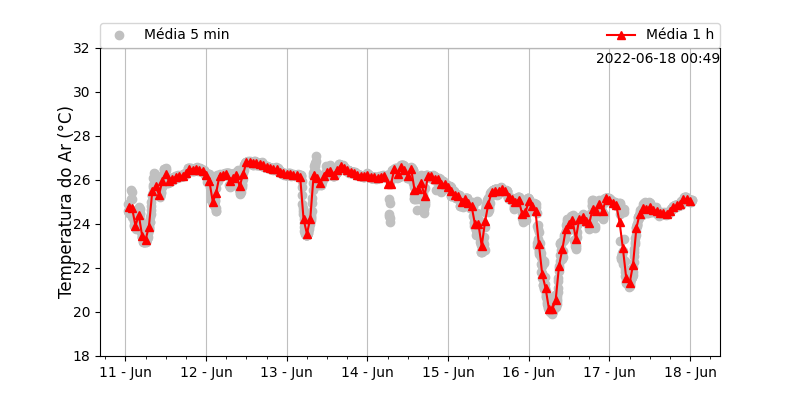 Média 5 min
Média 1 h
2022-06-18 00:49
Temperatura do Ar (°C)
32
30
28
26
24
22
20
18
11 - Jun
12 - Jun
13 - Jun
14 - Jun
15 - Jun
16 - Jun
17 - Jun
18 - Jun